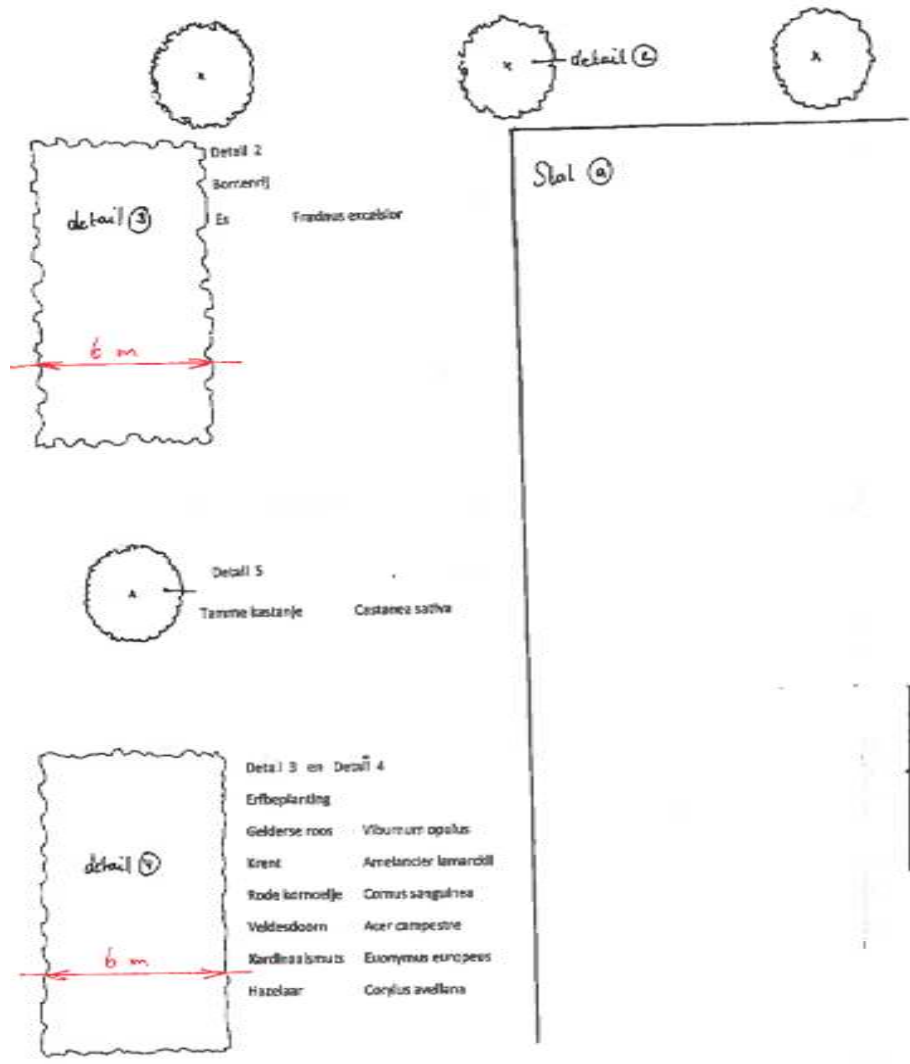 detail 2
Detail 2
Bomenrij
Es Fraxinus excelsior
Stal a
detail 3
6 m
Detail 5
Tamme kastanje Castanea sativa
Detail 3 en Detail 4
Erfbeplanting
Gelderse roos Viburnum opulus
Krent Amelancier lamarckii
Rode kornoelje Cornus sanguinea
detail 4
Veldesdoorn Acer campestre
Kardinaalsmuts Euonymus europeus
6 m
Hazelaar Corylus avellana